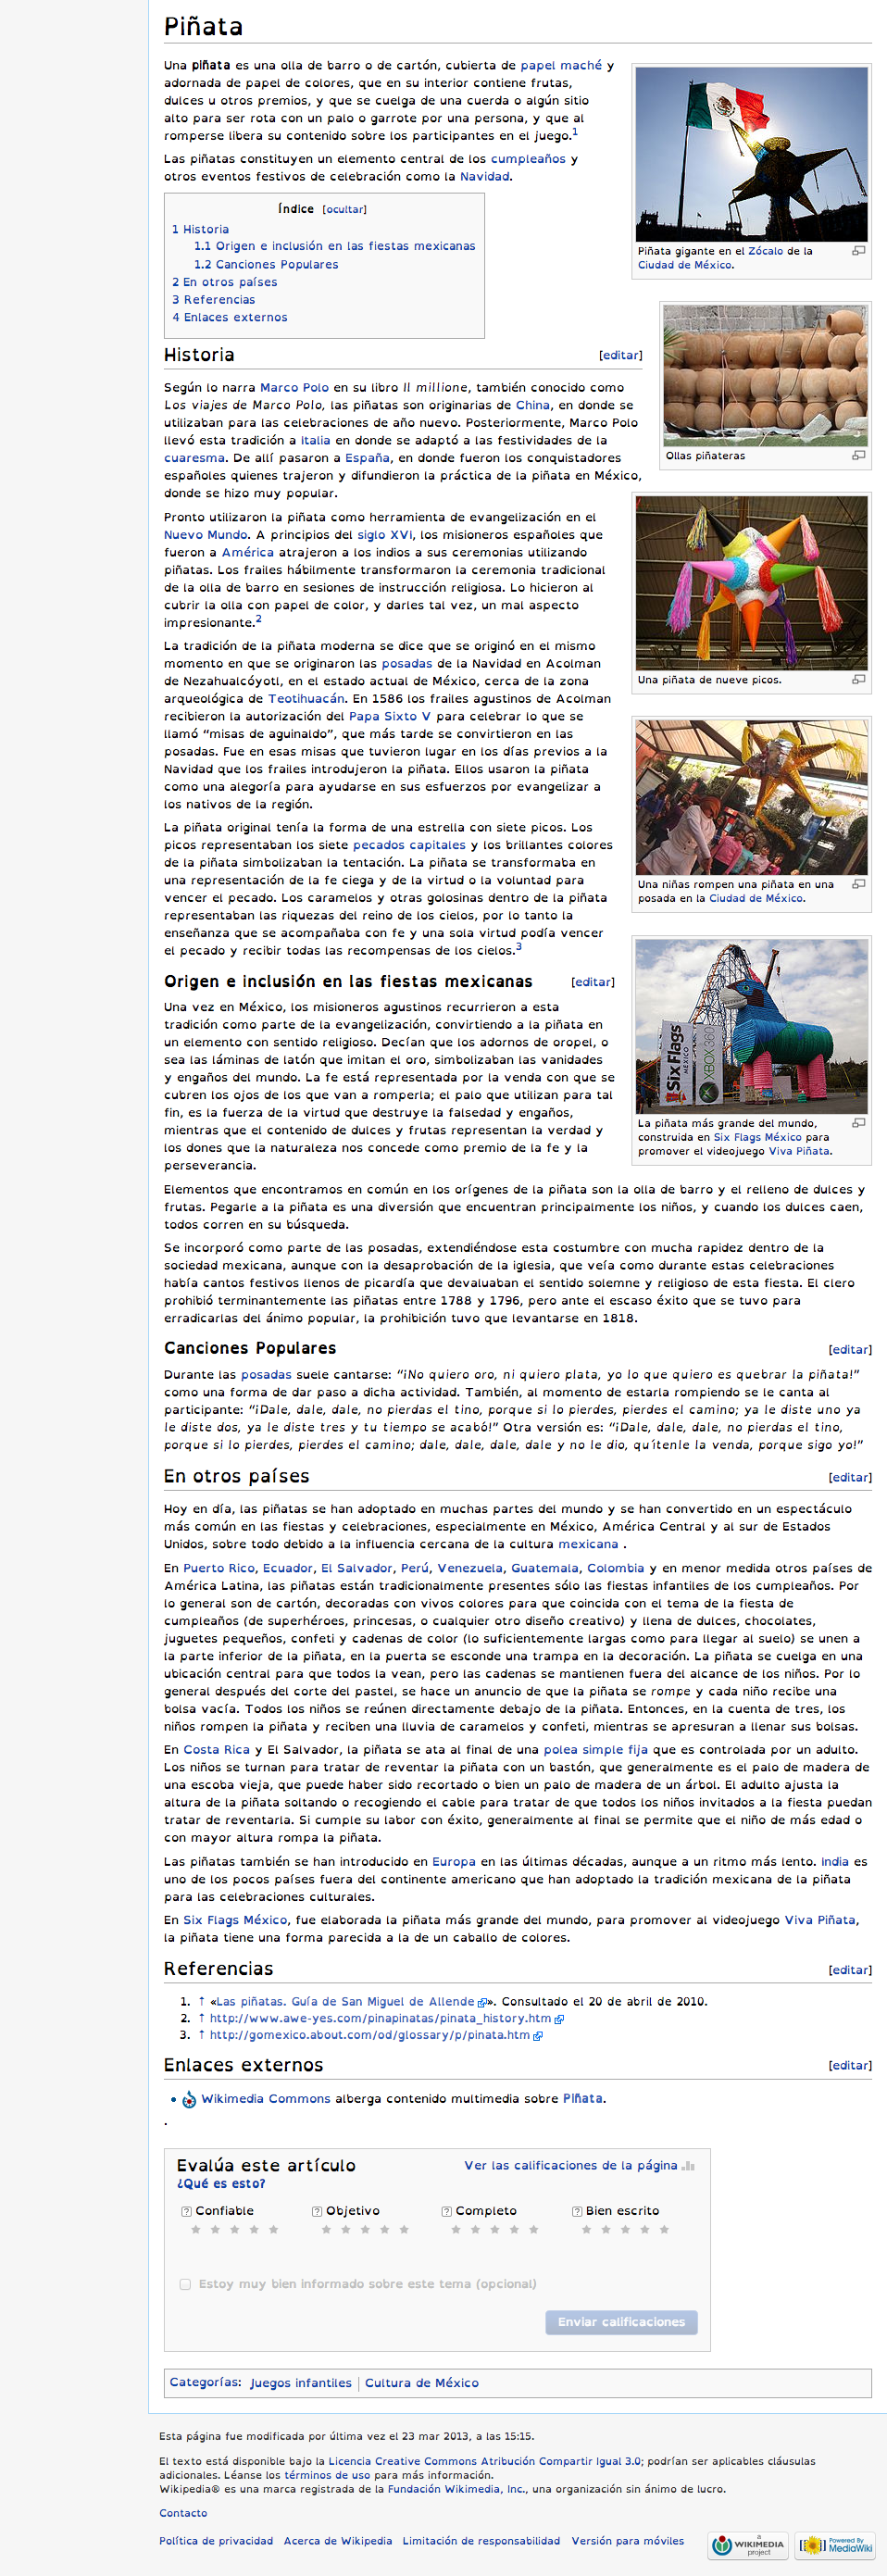 Piñata
Una piñata es una olla de barro o de cartón, cubierta de papel maché y
adornada de papel de colores, que en su interior contiene frutas,
dulces u otros premios, y que se cuelga de una cuerda o algún sitio
alto para ser rota con un palo o garrote por una persona, y que al
romperse libera su contenido sobre los participantes en el juego.1
Las piñatas constituyen un elemento central de los cumpleaños y
otros eventos festivos de celebración como la Navidad.
Piñata gigante en el Zócalo de la
Ciudad de México.
Índice [ocultar]
1 Historia
1.1 Origen e inclusión en las fiestas mexicanas
1.2 Canciones Populares
2 En otros países
3 Referencias
4 Enlaces externos
Ollas piñateras
Historia [editar]
Según lo narra Marco Polo en su libro Il millione, también conocido como
Los viajes de Marco Polo, las piñatas son originarias de China, en donde se
utilizaban para las celebraciones de año nuevo. Posteriormente, Marco Polo
llevó esta tradición a Italia en donde se adaptó a las festividades de la
cuaresma. De allí pasaron a España, en donde fueron los conquistadores
españoles quienes trajeron y difundieron la práctica de la piñata en México,
donde se hizo muy popular.
Pronto utilizaron la piñata como herramienta de evangelización en el
Nuevo Mundo. A principios del siglo XVI, los misioneros españoles que
fueron a América atrajeron a los indios a sus ceremonias utilizando
piñatas. Los frailes hábilmente transformaron la ceremonia tradicional
de la olla de barro en sesiones de instrucción religiosa. Lo hicieron al
cubrir la olla con papel de color, y darles tal vez, un mal aspecto
impresionante.2
Una piñata de nueve picos.
La tradición de la piñata moderna se dice que se originó en el mismo
momento en que se originaron las posadas de la Navidad en Acolman
de Nezahualcóyotl, en el estado actual de México, cerca de la zona
arqueológica de Teotihuacán. En 1586 los frailes agustinos de Acolman
recibieron la autorización del Papa Sixto V para celebrar lo que se
llamó “misas de aguinaldo”, que más tarde se convirtieron en las
posadas. Fue en esas misas que tuvieron lugar en los días previos a la
Navidad que los frailes introdujeron la piñata. Ellos usaron la piñata
como una alegoría para ayudarse en sus esfuerzos por evangelizar a
los nativos de la región.
Una niñas rompen una piñata en una
posada en la Ciudad de México.
La piñata original tenía la forma de una estrella con siete picos. Los
picos representaban los siete pecados capitales y los brillantes colores
de la piñata simbolizaban la tentación. La piñata se transformaba en
una representación de la fe ciega y de la virtud o la voluntad para
vencer el pecado. Los caramelos y otras golosinas dentro de la piñata
representaban las riquezas del reino de los cielos, por lo tanto la
enseñanza que se acompañaba con fe y una sola virtud podía vencer
el pecado y recibir todas las recompensas de los cielos.3
Six Flags
MÉXICO
XBOX 360
La piñata más grande del mundo,
construida en Six Flags México para
promover el videojuego Viva Piñata.
Origen e inclusión en las fiestas mexicanas [editar]
Una vez en México, los misioneros agustinos recurrieron a esta
tradición como parte de la evangelización, convirtiendo a la piñata en
un elemento con sentido religioso. Decían que los adornos de oropel, o
sea las láminas de latón que imitan el oro, simbolizaban las vanidades
y engaños del mundo. La fe está representada por la venda con que se
cubren los ojos de los que van a romperla; el palo que utilizan para tal
fin, es la fuerza de la virtud que destruye la falsedad y engaños,
mientras que el contenido de dulces y frutas representan la verdad y
los dones que la naturaleza nos concede como premio de la fe y la
perseverancia.
Elementos que encontramos en común en los orígenes de la piñata son la olla de barro y el relleno de dulces y
frutas. Pegarle a la piñata es una diversión que encuentran principalmente los niños, y cuando los dulces caen,
todos corren en su búsqueda.
Se incorporó como parte de las posadas, extendiéndose esta costumbre con mucha rapidez dentro de la
sociedad mexicana, aunque con la desaprobación de la iglesia, que veía como durante estas celebraciones
había cantos festivos llenos de picardía que devaluaban el sentido solemne y religioso de esta fiesta. El clero
prohibió terminantemente las piñatas entre 1788 y 1796, pero ante el escaso éxito que se tuvo para
erradicarlas del ánimo popular, la prohibición tuvo que levantarse en 1818.
Canciones Populares [editar]
Durante las posadas suele cantarse: “¡No quiero oro, ni quiero plata, yo lo que quiero es quebrar la piñata!”
como una forma de dar paso a dicha actividad. También, al momento de estarla rompiendo se le canta al
participante: “¡Dale, dale, dale, no pierdas el tino, porque si lo pierdes, pierdes el camino; ya le diste uno ya
le diste dos, ya le diste tres y tu tiempo se acabó!” Otra versión es: “¡Dale, dale, dale, no pierdas el tino,
porque si lo pierdes, pierdes el camino; dale, dale, dale, dale y no le dio, quítenle la venda, porque sigo yo!”
En otros países [editar]
Hoy en día, las piñatas se han adoptado en muchas partes del mundo y se han convertido en un espectáculo
más común en las fiestas y celebraciones, especialmente en México, América Central y al sur de Estados
Unidos, sobre todo debido a la influencia cercana de la cultura mexicana .
En Puerto Rico, Ecuador, El Salvador, Perú, Venezuela, Guatemala, Colombia y en menor medida otros países de
América Latina, las piñatas están tradicionalmente presentes sólo las fiestas infantiles de los cumpleaños. Por
lo general son de cartón, decoradas con vivos colores para que coincida con el tema de la fiesta de
cumpleaños (de superhéroes, princesas, o cualquier otro diseño creativo) y llena de dulces, chocolates,
juguetes pequeños, confeti y cadenas de color (lo suficientemente largas como para llegar al suelo) se unen a
la parte inferior de la piñata, en la puerta se esconde una trampa en la decoración. La piñata se cuelga en una
ubicación central para que todos la vean, pero las cadenas se mantienen fuera del alcance de los niños. Por lo
general después del corte del pastel, se hace un anuncio de que la piñata se rompe y cada niño recibe una
bolsa vacía. Todos los niños se reúnen directamente debajo de la piñata. Entonces, en la cuenta de tres, los
niños rompen la piñata y reciben una lluvia de caramelos y confeti, mientras se apresuran a llenar sus bolsas.
En Costa Rica y El Salvador, la piñata se ata al final de una polea simple fija que es controlada por un adulto.
Los niños se turnan para tratar de reventar la piñata con un bastón, que generalmente es el palo de madera de
una escoba vieja, que puede haber sido recortado o bien un palo de madera de un árbol. El adulto ajusta la
altura de la piñata soltando o recogiendo el cable para tratar de que todos los niños invitados a la fiesta puedan
tratar de reventarla. Si cumple su labor con éxito, generalmente al final se permite que el niño de más edad o
con mayor altura rompa la piñata.
Las piñatas también se han introducido en Europa en las últimas décadas, aunque a un ritmo más lento. India es
uno de los pocos países fuera del continente americano que han adoptado la tradición mexicana de la piñata
para las celebraciones culturales.
En Six Flags México, fue elaborada la piñata más grande del mundo, para promover al videojuego Viva Piñata,
la piñata tiene una forma parecida a la de un caballo de colores.
Referencias [editar]
1. ↑ «Las piñatas. Guía de San Miguel de Allende». Consultado el 20 de abril de 2010.
2. ↑ http://www.awe-yes.com/pinapinatas/pinata_history.htm
3. ↑ http://gomexico.about.com/od/glossary/p/pinata.htm
Enlaces externos [editar]
• Wikimedia Commons alberga contenido multimedia sobre Piñata.
.
Evalúa este artículo Ver las calificaciones de la página
¿Qué es esto?
Confiable Objetivo Completo Bien escrito
Estoy muy bien informado sobre este tema (opcional)
Enviar calificaciones
Categorías: Juegos infantiles | Cultura de México
Esta página fue modificada por última vez el 23 mar 2013, a las 15:15.
El texto está disponible bajo la Licencia Creative Commons Atribución Compartir Igual 3.0; podrían ser aplicables cláusulas
adicionales. Léanse los términos de uso para más información.
Wikipedia® es una marca registrada de la Fundación Wikimedia, Inc., una organización sin ánimo de lucro.
Contacto
Política de privacidad Acerca de Wikipedia Limitación de responsabilidad Versión para móviles
a WIKIMEDIA project
Powered By MediaWiki